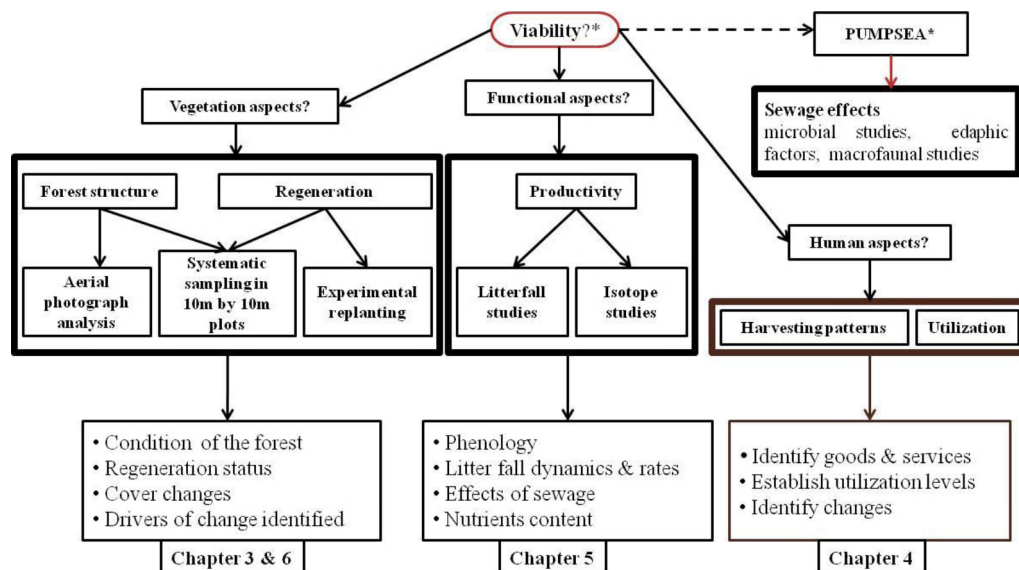 Viability?*
PUMPSEA*
Vegetation aspects?
Functional aspects?
Sewage effects
microbial studies, edaphic
factors, macrofaunal studies
Forest structure
Regeneration
Productivity
Human aspects?
Aerial
photograph
analysis
Systematic
sampling in
10m by 10m
plots
Experimental
replanting
Litterfall
studies
Isotope
studies
Harvesting patterns
Utilization
• Condition of the forest
• Regeneration status
• Cover changes
• Drivers of change identified
• Phenology
• Litter fall dynamics & rates
• Effects of sewage
• Nutrients content
• Identify goods & services
• Establish utilization levels
• Identify changes
Chapter 3 & 6
Chapter 5
Chapter 4